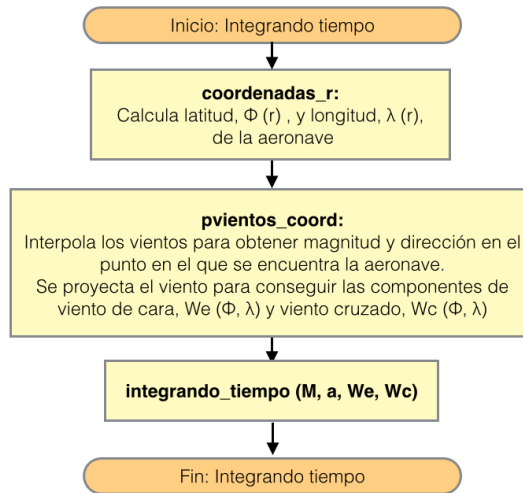 Inicio: Integrando tiempo
coordenadas_r:
Calcula latitud, Φ (r) , y longitud, λ (r),
de la aeronave
pvientos_coord:
Interpola los vientos para obtener magnitud y dirección en el
punto en el que se encuentra la aeronave.
Se proyecta el viento para conseguir las componentes de
viento de cara, We (Φ, λ) y viento cruzado, Wc (Φ, λ)
integrando_tiempo (M, a, We, Wc)
Fin: Integrando tiempo